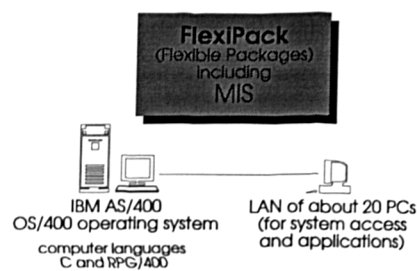 FlexiPack
(Flexible Packages)
including
MIS
IBM AS/400
OS/400 operating system
computer languages
C and RPG/400
LAN of about 20 PCs
(for system access
and applications)